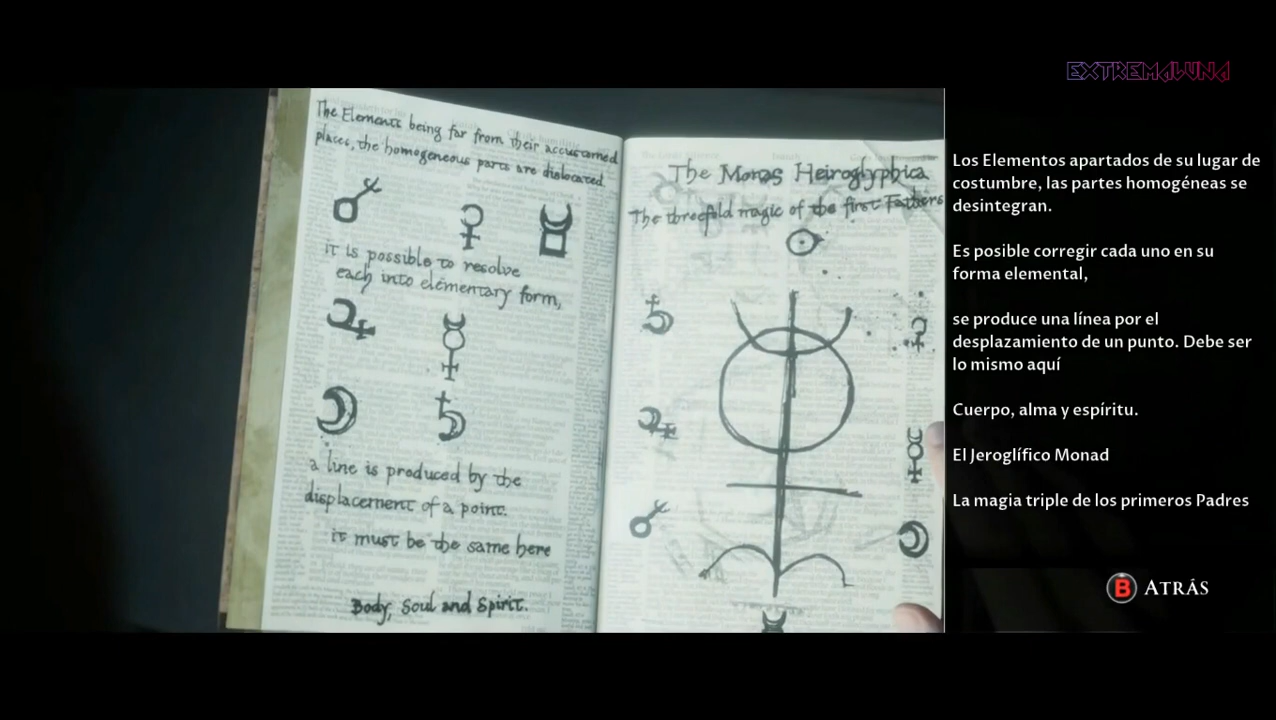 EXTREMALUNA
The Elements being far from their accustomed
places, the homogeneous parts are dislocated
it is possible to resolve
each into elementary form,
a line is produced by the
displacement of a point.
it must be the same here
Body, Soul and Spirit.
The Monas Heiroglyphica
The threefold magic of the first Fathers
Los Elementos apartados de su lugar de
costumbre, las partes homogéneas se
desintegran.
Es posible corregir cada uno en su
forma elemental,
se produce una línea por el
desplazamiento de un punto. Debe ser
lo mismo aquí
Cuerpo, alma y espíritu.
El Jeroglífico Monad
La magia triple de los primeros Padres
B ATRÁS